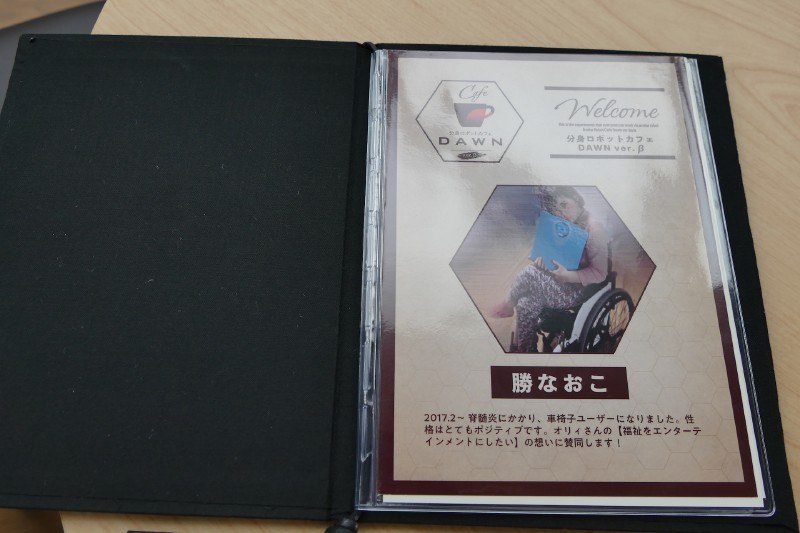 Cafe
分身ロボットカフェ
DAWN
Welcome
分身ロボットカフェ
DAWN ver.β
勝なおこ
2017.2～ 脊髄炎にかかり、車椅子ユーザーになりました。性
格はとてもポジティブです。オリィさんの【福祉をエンターテ
インメントにしたい】の想いに賛同します！